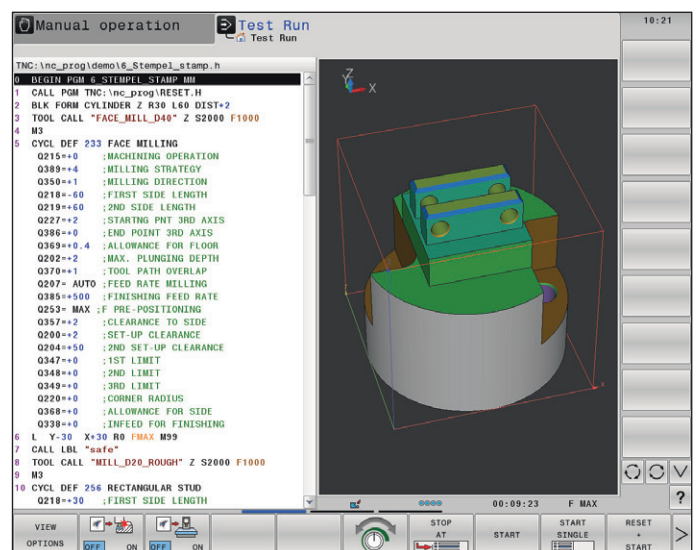 Manual operation
Test Run
Test Run
10:21
TNC:\nc_prog\demo\6_Stempel_stamp.h
0 BEGIN PGM 6_STEMPEL_STAMP MM
1 CALL PGM TNC:\nc_prog\RESET.H
2 BLK FORM CYLINDER Z R30 L60 DIST+2
3 TOOL CALL "FACE_MILL_D40" Z S2000 F1000
4 M3
5 CYCL DEF 233 FACE MILLING
Q215=+0 ;MACHINING OPERATION
Q389=+4 ;MILLING STRATEGY
Q350=+1 ;MILLING DIRECTION
Q218=-60 ;FIRST SIDE LENGTH
Q219=+60 ;2ND SIDE LENGTH
Q227=+2 ;STARTNG PNT 3RD AXIS
Q386=+0 ;END POINT 3RD AXIS
Q369=+0.4 ;ALLOWANCE FOR FLOOR
Q202=+2 ;MAX. PLUNGING DEPTH
Q370=+1 ;TOOL PATH OVERLAP
Q207= AUTO ;FEED RATE MILLING
Q385=+500 ;FINISHING FEED RATE
Q253= MAX ;F PRE-POSITIONING
Q357=+2 ;CLEARANCE TO SIDE
Q200=+2 ;SET-UP CLEARANCE
Q204=+50 ;2ND SET-UP CLEARANCE
Q347=+0 ;1ST LIMIT
Q348=+0 ;2ND LIMIT
Q349=+0 ;3RD LIMIT
Q220=+0 ;CORNER RADIUS
Q368=+0 ;ALLOWANCE FOR SIDE
Q338=+0 ;INFEED FOR FINISHING
6 L Y-30 X+30 R0 FMAX M99
7 CALL LBL "safe"
8 TOOL CALL "MILL_D20_ROUGH" Z S2000 F1000
9 M3
10 CYCL DEF 256 RECTANGULAR STUD
Q218=+30 ;FIRST SIDE LENGTH
Z
X
00:09:23 F MAX
?
VIEW
OPTIONS
OFF ON
OFF ON
STOP
AT
START
START
SINGLE
RESET
+
START